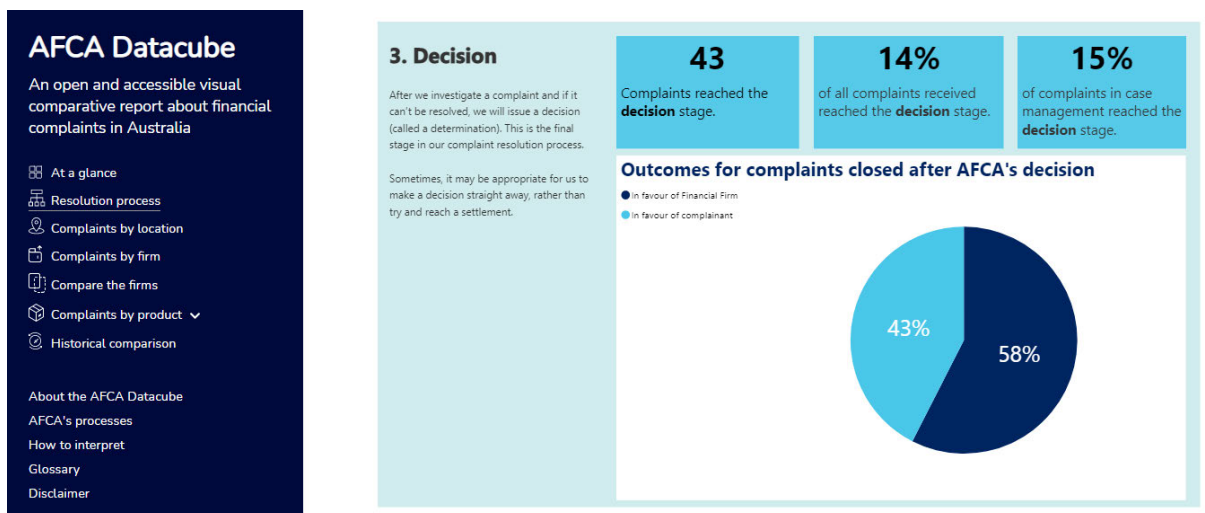 AFCA Datacube
An open and accessible visual
comparative report about financial
complaints in Australia
At a glance
Resolution process
Complaints by location
Complaints by firm
Compare the firms
Complaints by product
Historical comparison
About the AFCA Datacube
AFCA's processes
How to interpret
Glossary
Disclaimer
3. Decision
After we investigate a complaint and if it
can't be resolved, we will issue a decision
(called a determination). This is the final
stage in our complaint resolution process.
Sometimes, it may be appropriate for us to
make a decision straight away, rather than
try and reach a settlement.
43
Complaints reached the
decision stage.
14%
of all complaints received
reached the decision stage.
15%
of complaints in case
management reached the
decision stage.
Outcomes for complaints closed after AFCA's decision
In favour of Financial Firm
In favour of complainant
43%
58%